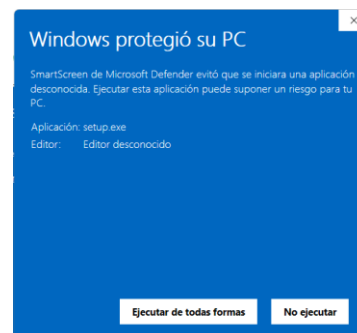 Windows protegió su PC
SmartScreen de Microsoft Defender evitó que se iniciara una aplicación
desconocida. Ejecutar esta aplicación puede suponer un riesgo para tu
PC.
Aplicación: setup.exe
Editor: Editor desconocido
Ejecutar de todas formas
No ejecutar